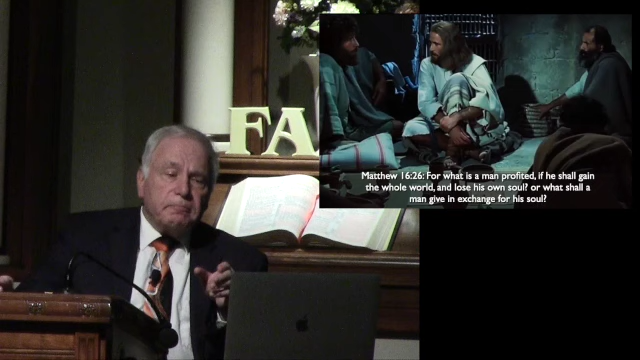 FA
Matthew 16:26: For what is a man profited, if he shall gain
the whole world, and lose his own soul? or what shall a
man give in exchange for his soul?